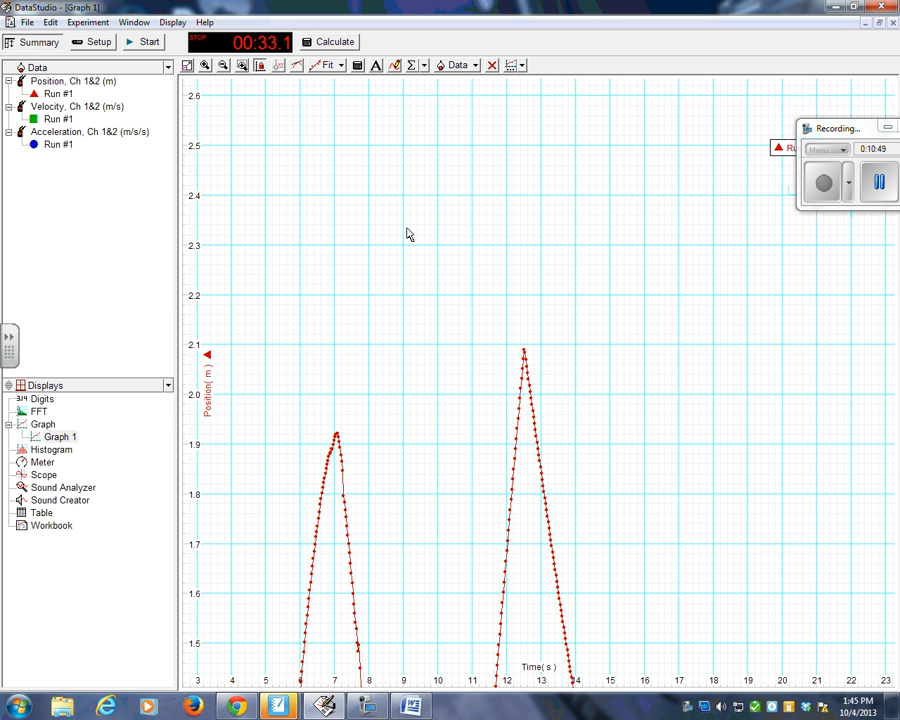 DataStudio - [Graph 1]
File Edit Experiment Window Display Help
Summary Setup Start STOP 00:33.1 Calculate
Data
Fit A Σ Data
Position, Ch 1&2 (m)
Run #1
Velocity, Ch 1&2 (m/s)
Run #1
Acceleration, Ch 1&2 (m/s/s)
Run #1
Displays
3.14 Digits
FFT
Graph
Graph 1
Histogram
Meter
Scope
Sound Analyzer
Sound Creator
Table
Workbook
2.6
2.5
2.4
2.3
2.2
2.1
2.0
1.9
1.8
1.7
1.6
1.5
Position( m )
Time( s )
3 4 5 6 7 8 9 10 11 12 13 14 15 16 17 18 19 20 21 22 23
Ru
Recording...
Menu 0:10:49
1:45 PM
10/4/2013